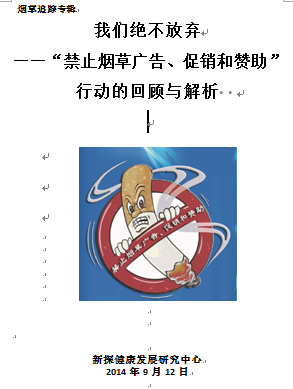 烟草追踪专辑
我们绝不放弃
——“禁止烟草广告、促销和赞助”
行动的回顾与解析
禁止烟草广告、促销和赞助
新探健康发展研究中心
2014 年 9 月 12 日